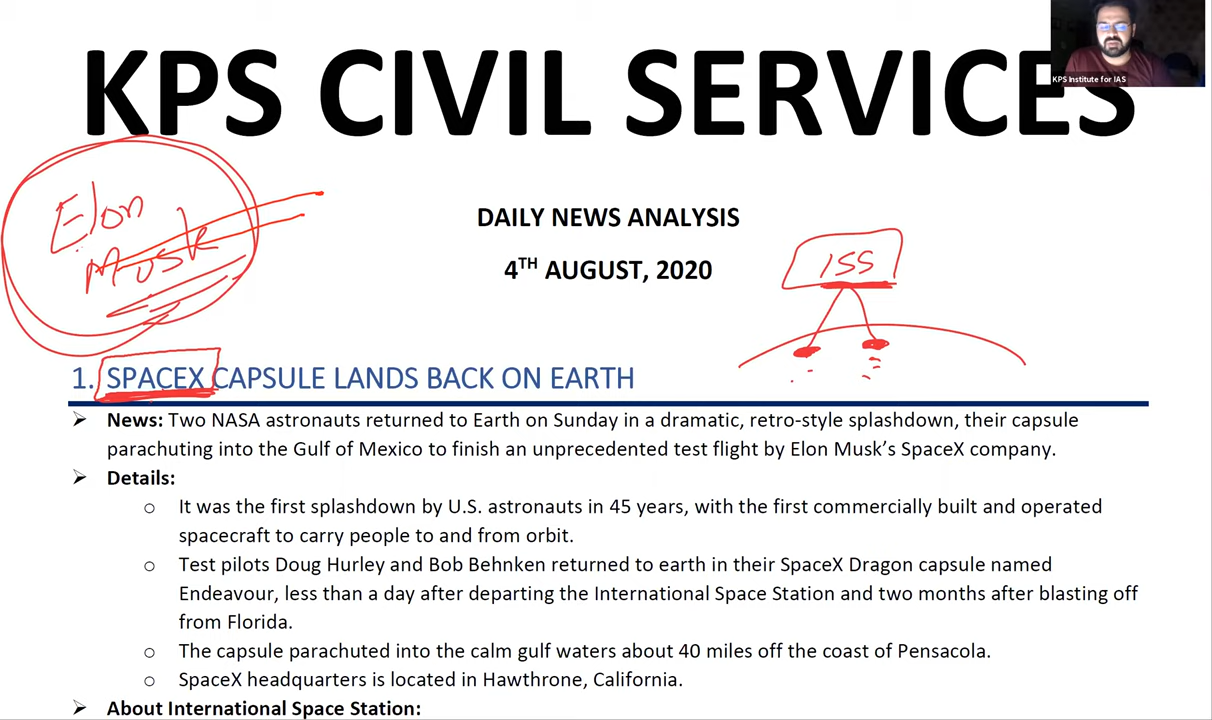 KPS CIVIL SERVICES
KPS Institute for IAS
Elon
Musk
DAILY NEWS ANALYSIS
4TH AUGUST, 2020
ISS
1. SPACEX CAPSULE LANDS BACK ON EARTH
News: Two NASA astronauts returned to Earth on Sunday in a dramatic, retro-style splashdown, their capsule
parachuting into the Gulf of Mexico to finish an unprecedented test flight by Elon Musk’s SpaceX company.
Details:
It was the first splashdown by U.S. astronauts in 45 years, with the first commercially built and operated
spacecraft to carry people to and from orbit.
Test pilots Doug Hurley and Bob Behnken returned to earth in their SpaceX Dragon capsule named
Endeavour, less than a day after departing the International Space Station and two months after blasting off
from Florida.
The capsule parachuted into the calm gulf waters about 40 miles off the coast of Pensacola.
SpaceX headquarters is located in Hawthrone, California.
About International Space Station: